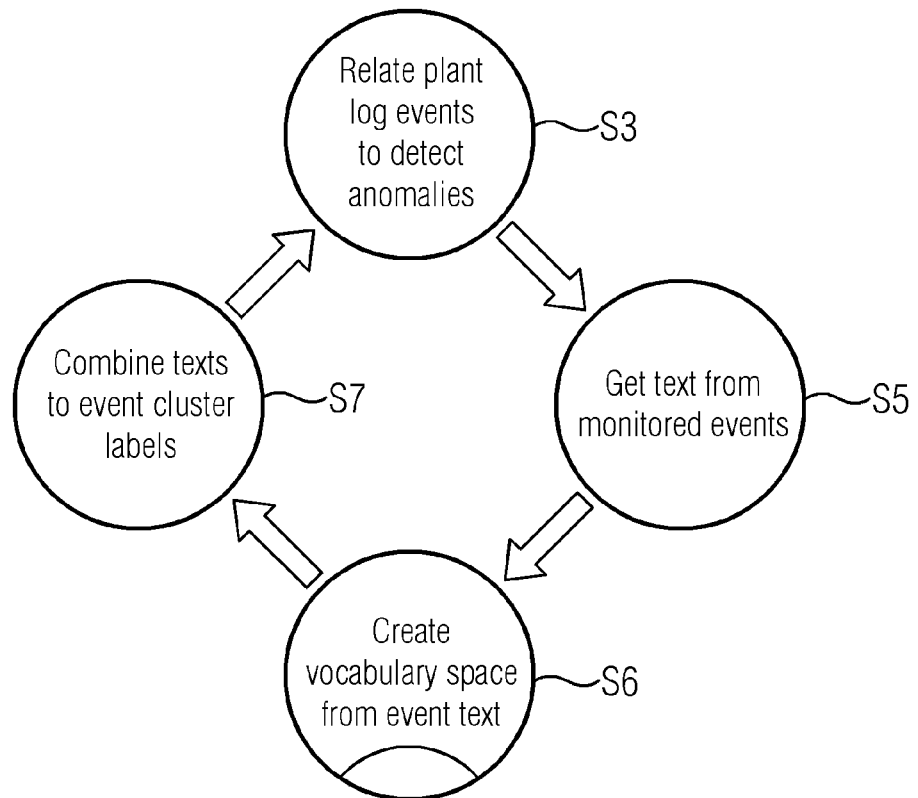 Relate plant
log events
to detect
anomalies
S3
Combine texts
to event cluster
labels
S7
Get text from
monitored events
S5
Create
vocabulary space
from event text
S6